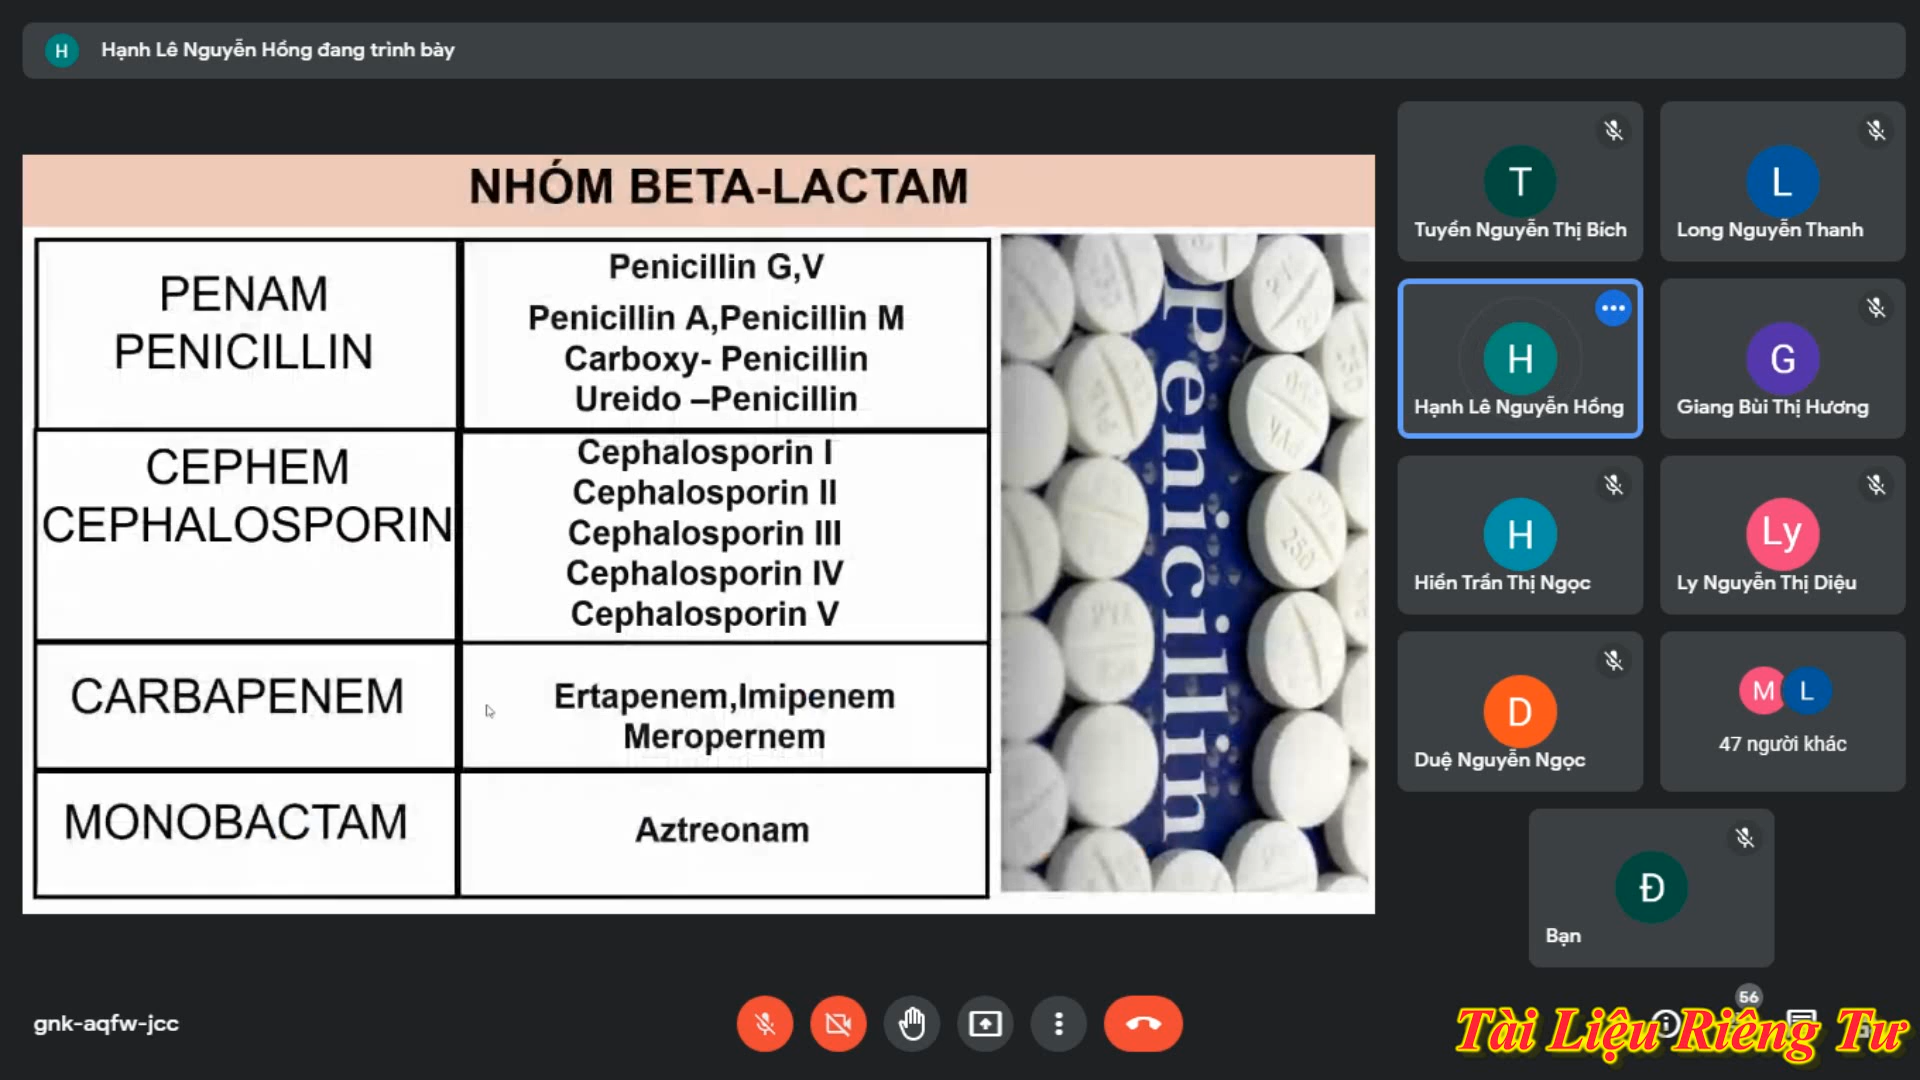 H
Hạnh Lê Nguyễn Hồng đang trình bày
NHÓM BETA-LACTAM
PENAM
PENICILLIN
Penicillin G,V
Penicillin A,Penicillin M
Carboxy- Penicillin
Ureido –Penicillin
CEPHEM
CEPHALOSPORIN
Cephalosporin I
Cephalosporin II
Cephalosporin III
Cephalosporin IV
Cephalosporin V
CARBAPENEM
Ertapenem,Imipenem
Meropernem
MONOBACTAM
Aztreonam
Penicillin
250
T
Tuyền Nguyễn Thị Bích
L
Long Nguyễn Thanh
H
Hạnh Lê Nguyễn Hồng
G
Giang Bùi Thị Hương
H
Hiền Trần Thị Ngọc
Ly
Ly Nguyễn Thị Diệu
D
Duệ Nguyễn Ngọc
M L
47 người khác
Đ
Bạn
gnk-aqfw-jcc
56
Tài Liệu Riêng Tư